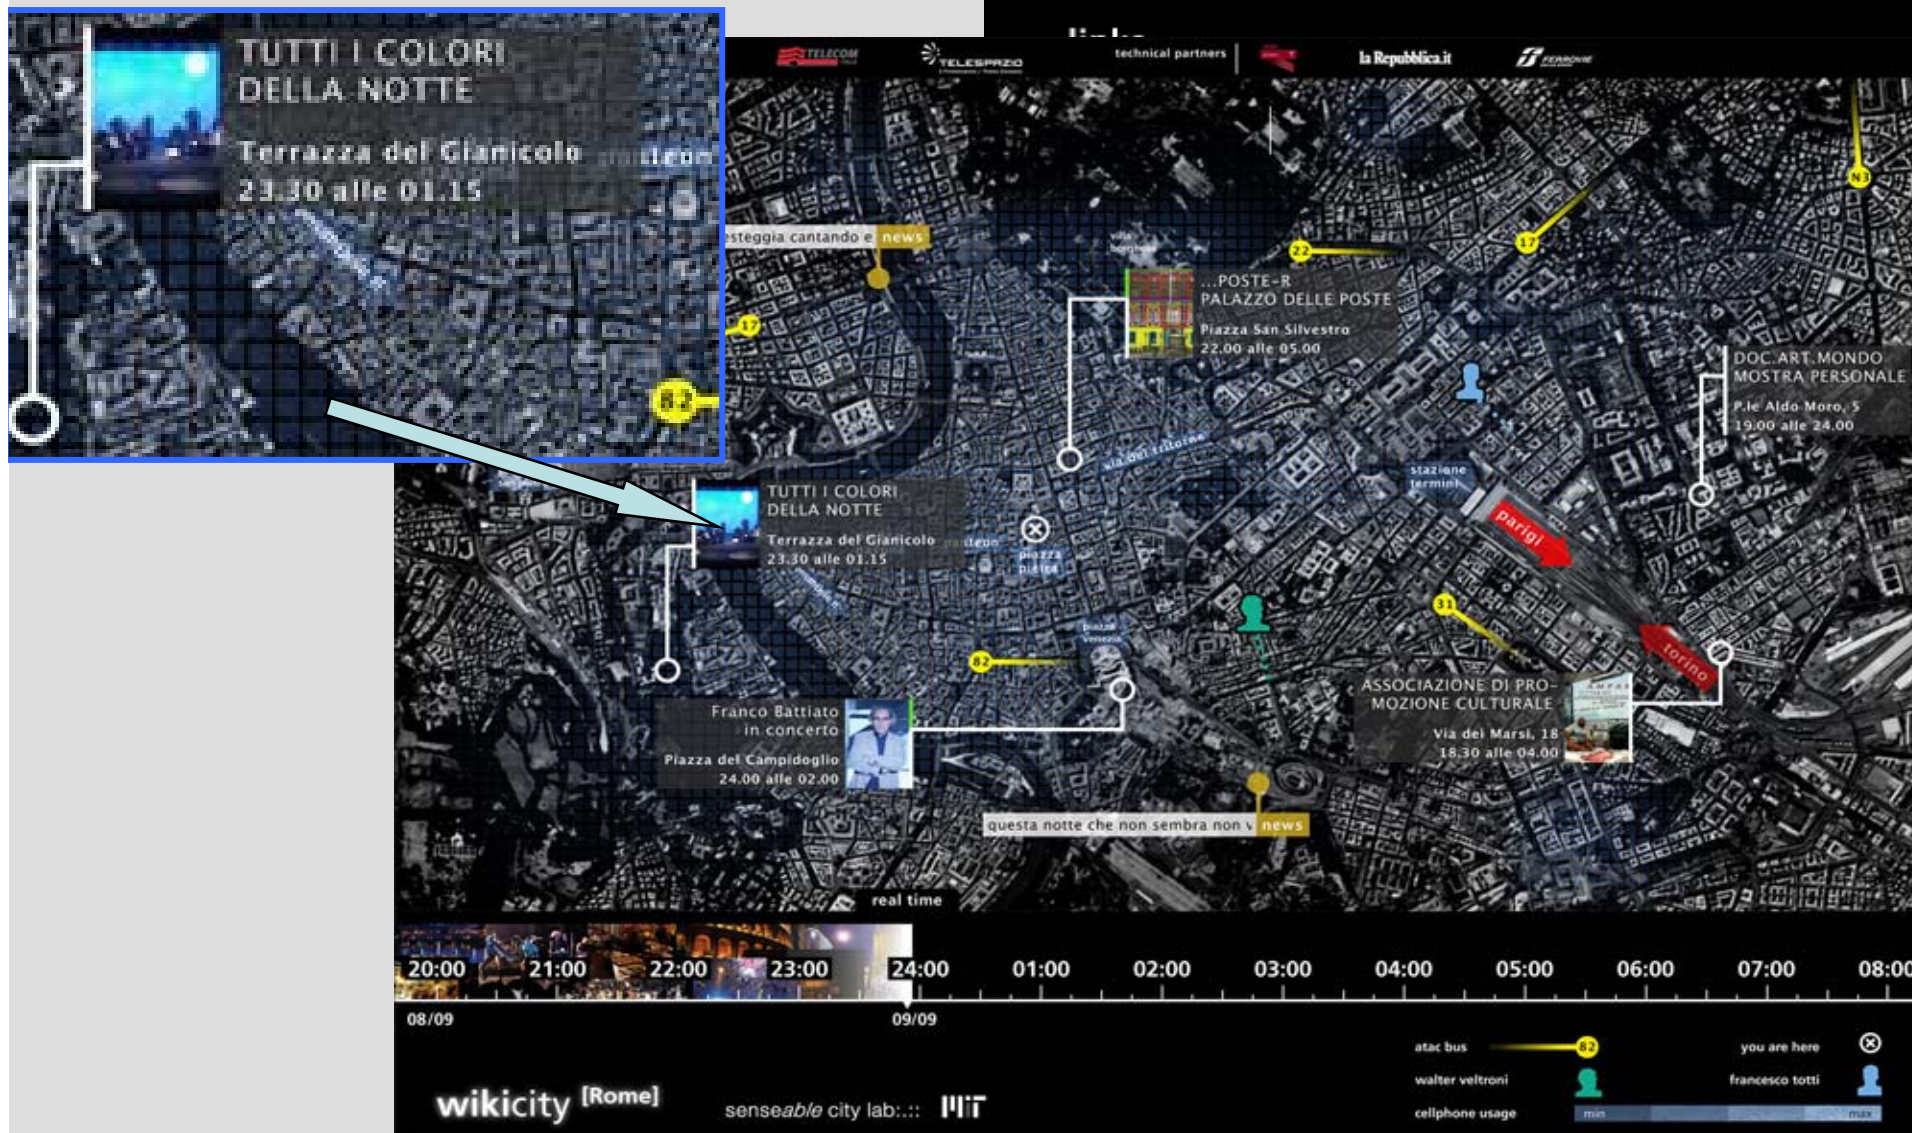 TUTTI I COLORI
DELLA NOTTE
Terrazza del Gianicolo
23.30 alle 01.15
82
links
TELECOM
TELESPAZIO
technical partners
la Repubblica.it
FERROVIE
N3
esteggia cantando e news
villa
borghese
22
17
17
...POSTE-R
PALAZZO DELLE POSTE
Piazza San Silvestro
22.00 alle 05.00
DOC.ART.MONDO
MOSTRA PERSONALE
P.le Aldo Moro, 5
19.00 alle 24.00
via del tritone
stazione
termini
TUTTI I COLORI
DELLA NOTTE
Terrazza del Gianicolo
23.30 alle 01.15
piazza
pietra
parigi
31
piazza
venezia
82
torino
Franco Battiato
in concerto
Piazza del Campidoglio
24.00 alle 02.00
ASSOCIAZIONE DI PRO-
MOZIONE CULTURALE
Via dei Marsi, 18
18.30 alle 04.00
questa notte che non sembra non v news
real time
20:00 21:00 22:00 23:00 24:00 01:00 02:00 03:00 04:00 05:00 06:00 07:00 08:00
08/09 09/09
atac bus 82 you are here
walter veltroni francesco totti
cellphone usage min max
wikicity [Rome]
senseable city lab:.:: MIT